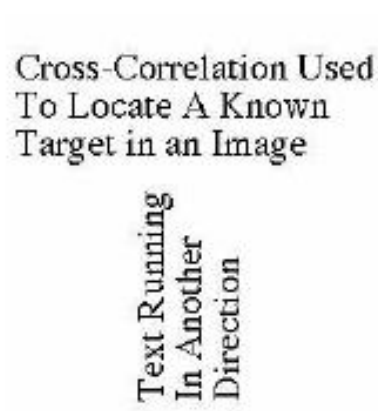 Cross-Correlation Used
To Locate A Known
Target in an Image
Text Running
In Another
Direction